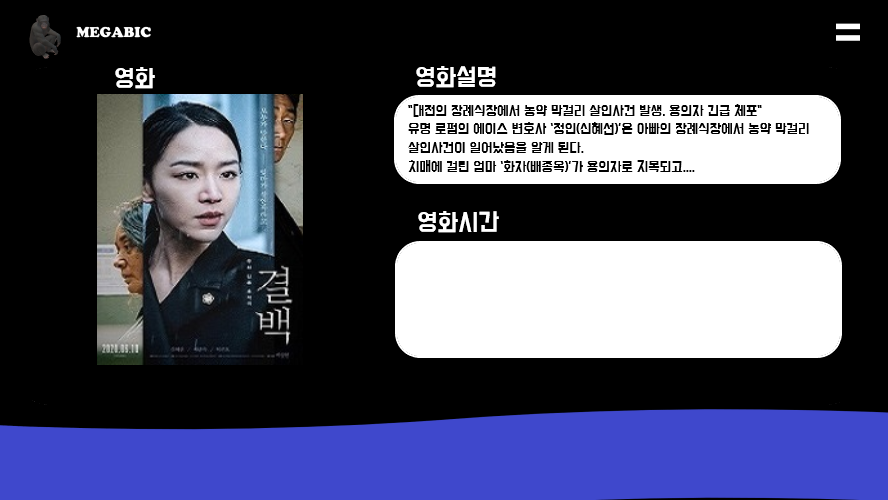 MEGABIC
영화
결백
2020.06.10
영화설명
"[대전의 장례식장에서 농약 막걸리 살인사건 발생. 용의자 긴급 체포"
유명 로펌의 에이스 변호사 '정인(신혜선)'은 아빠의 장례식장에서 농약 막걸리
살인사건이 일어났음을 알게 된다.
치매에 걸린 엄마 '화자(배종옥)'가 용의자로 지목되고....
영화시간